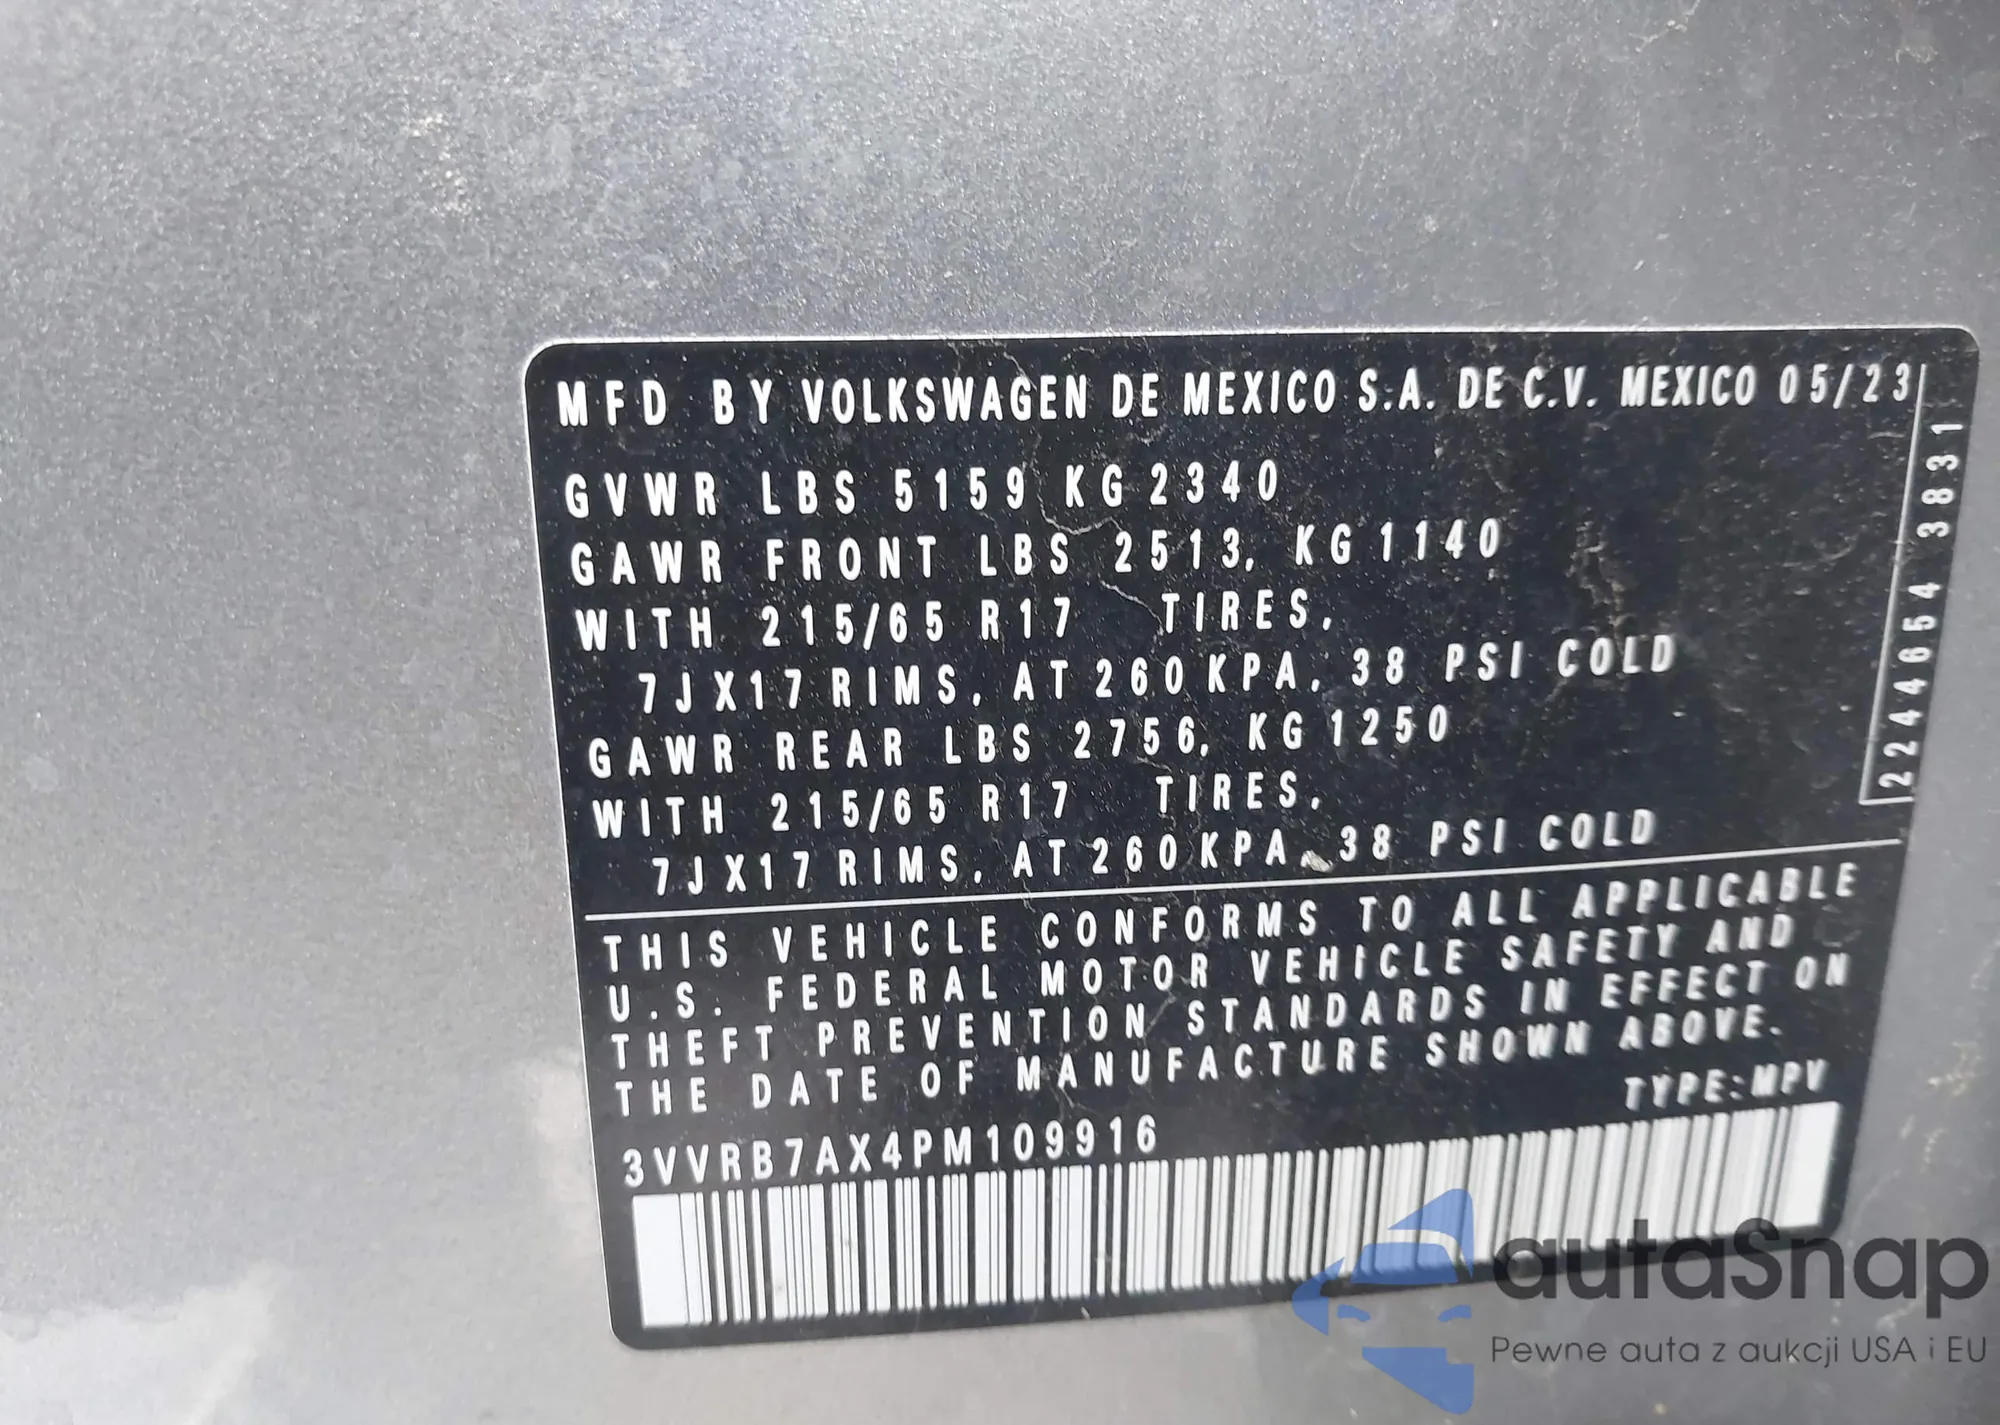 MFD BY VOLKSWAGEN DE MEXICO S.A. DE C.V. MEXICO 05/23
GVWR LBS 5159 KG 2340
GAWR FRONT LBS 2513, KG 1140
WITH 215/65 R17 TIRES,
7JX17 RIMS, AT 260 KPA, 38 PSI COLD
GAWR REAR LBS 2756, KG 1250
WITH 215/65 R17 TIRES,
7JX17 RIMS, AT 260 KPA, 38 PSI COLD
2244654 3831
THIS VEHICLE CONFORMS TO ALL APPLICABLE
U.S. FEDERAL MOTOR VEHICLE SAFETY AND
THEFT PREVENTION STANDARDS IN EFFECT ON
THE DATE OF MANUFACTURE SHOWN ABOVE.
TYPE:MPV
3VVRB7AX4PM109916
autaSnap
Pewne auta z aukcji USA i EU